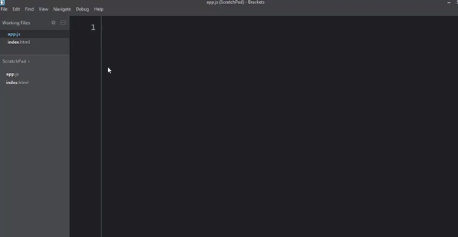 app.js (ScratchPad) - Brackets
File Edit Find View Navigate Debug Help
Working Files
app.js
index.html
ScratchPad
app.js
index.html
1